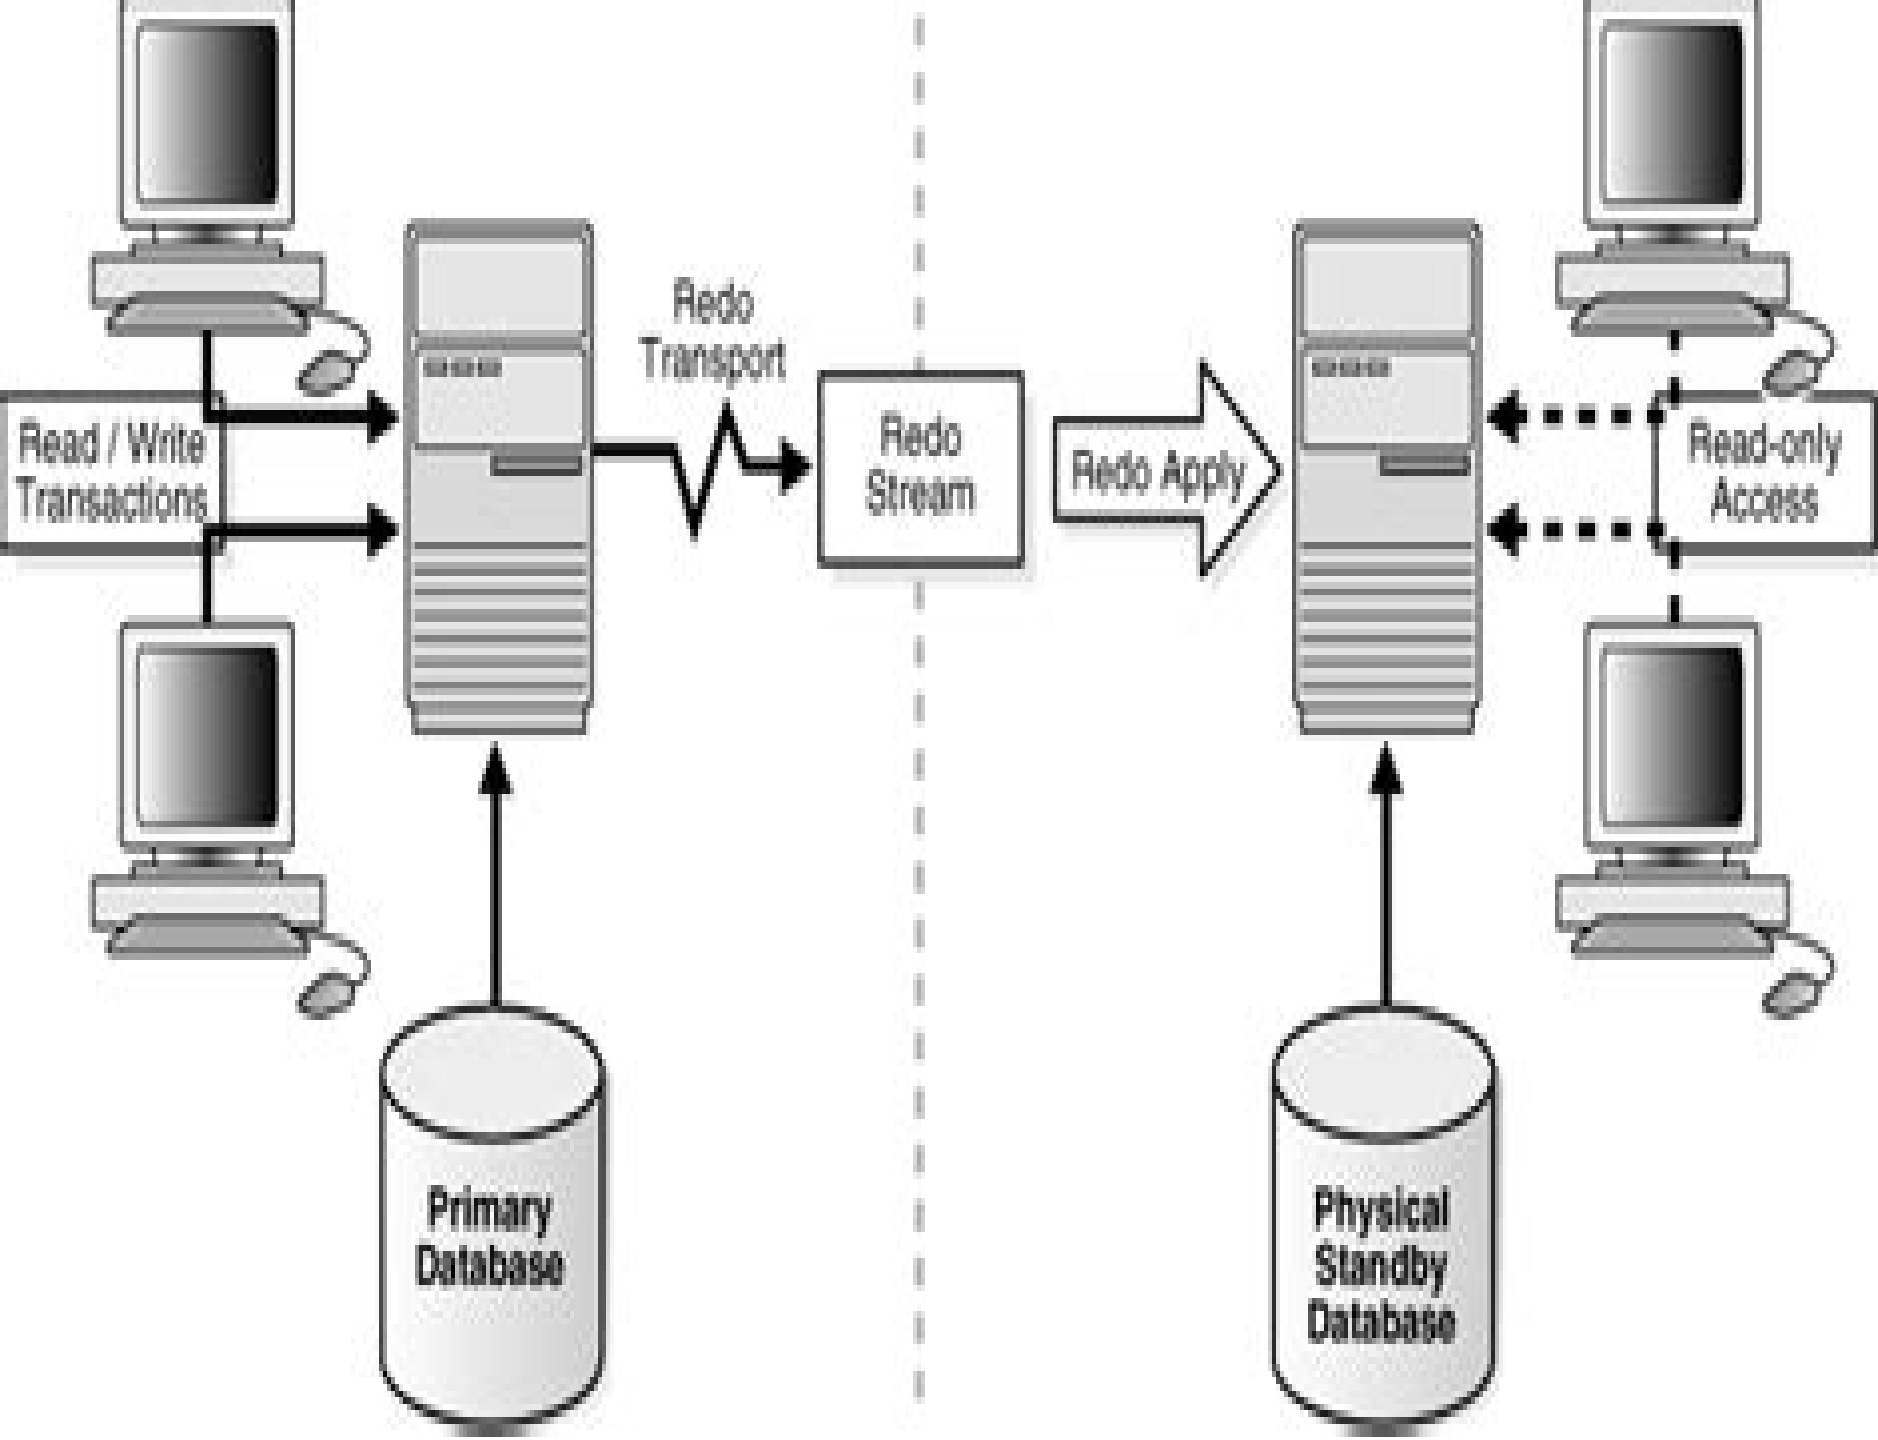 Redo
Transport
Read / Write
Transactions
Redo
Stream
Redo Apply
Read-only
Access
Primary
Database
Physical
Standby
Database